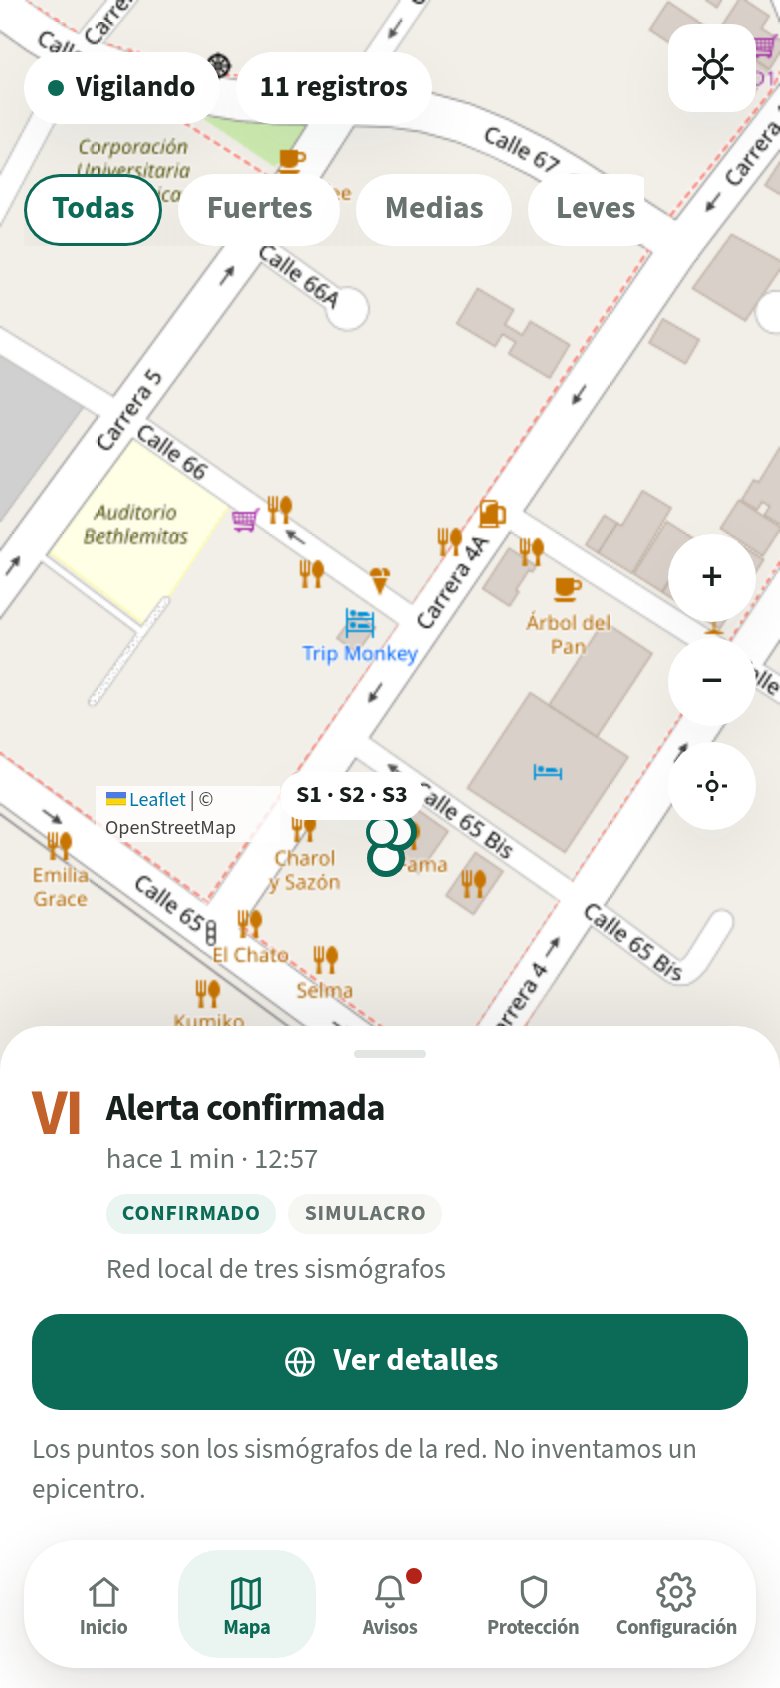 Calle
Carrera
Vigilando
11 registros
Corporación
Universitaria
Calle 67
Carrera
Todas
Fuertes
Medias
Leves
Calle 66A
Carrera 5
Calle 66
Auditorio
Bethlemitas
Carrera 4A
Árbol del
Pan
Trip Monkey
+
−
S1 · S2 · S3
Leaflet | ©
OpenStreetMap
Calle 65 Bis
Charol
y Sazón
Emilia
Grace
Calle 65
El Chato
Selma
Calle 65 Bis
Carrera 4
Kumiko
VI
Alerta confirmada
hace 1 min · 12:57
CONFIRMADO
SIMULACRO
Red local de tres sismógrafos
Ver detalles
Los puntos son los sismógrafos de la red. No inventamos un
epicentro.
Inicio
Mapa
Avisos
Protección
Configuración